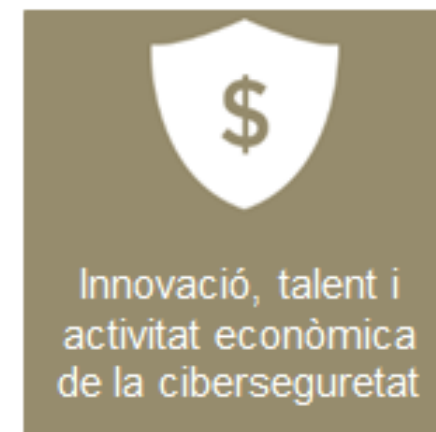 $
Innovació, talent i
activitat econòmica
de la ciberseguretat